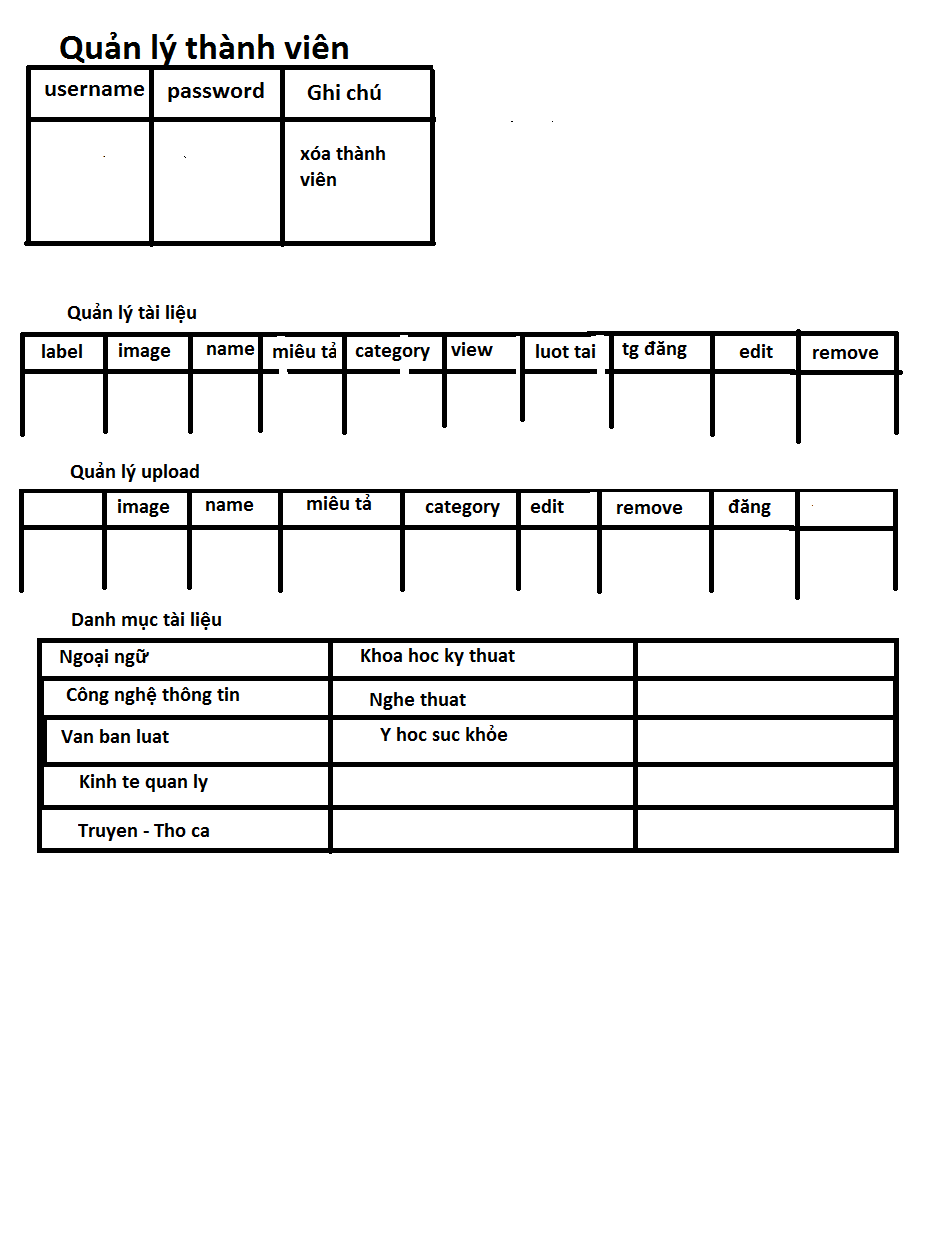 Quản lý thành viên
username password Ghi chú
xóa thành
viên
Quản lý tài liệu
label image name miêu tả category view luot tai tg đăng edit remove
Quản lý upload
image name miêu tả category edit remove đăng
Danh mục tài liệu
Ngoại ngữ Khoa hoc ky thuat
Công nghệ thông tin Nghe thuat
Van ban luat Y hoc suc khỏe
Kinh te quan ly
Truyen - Tho ca